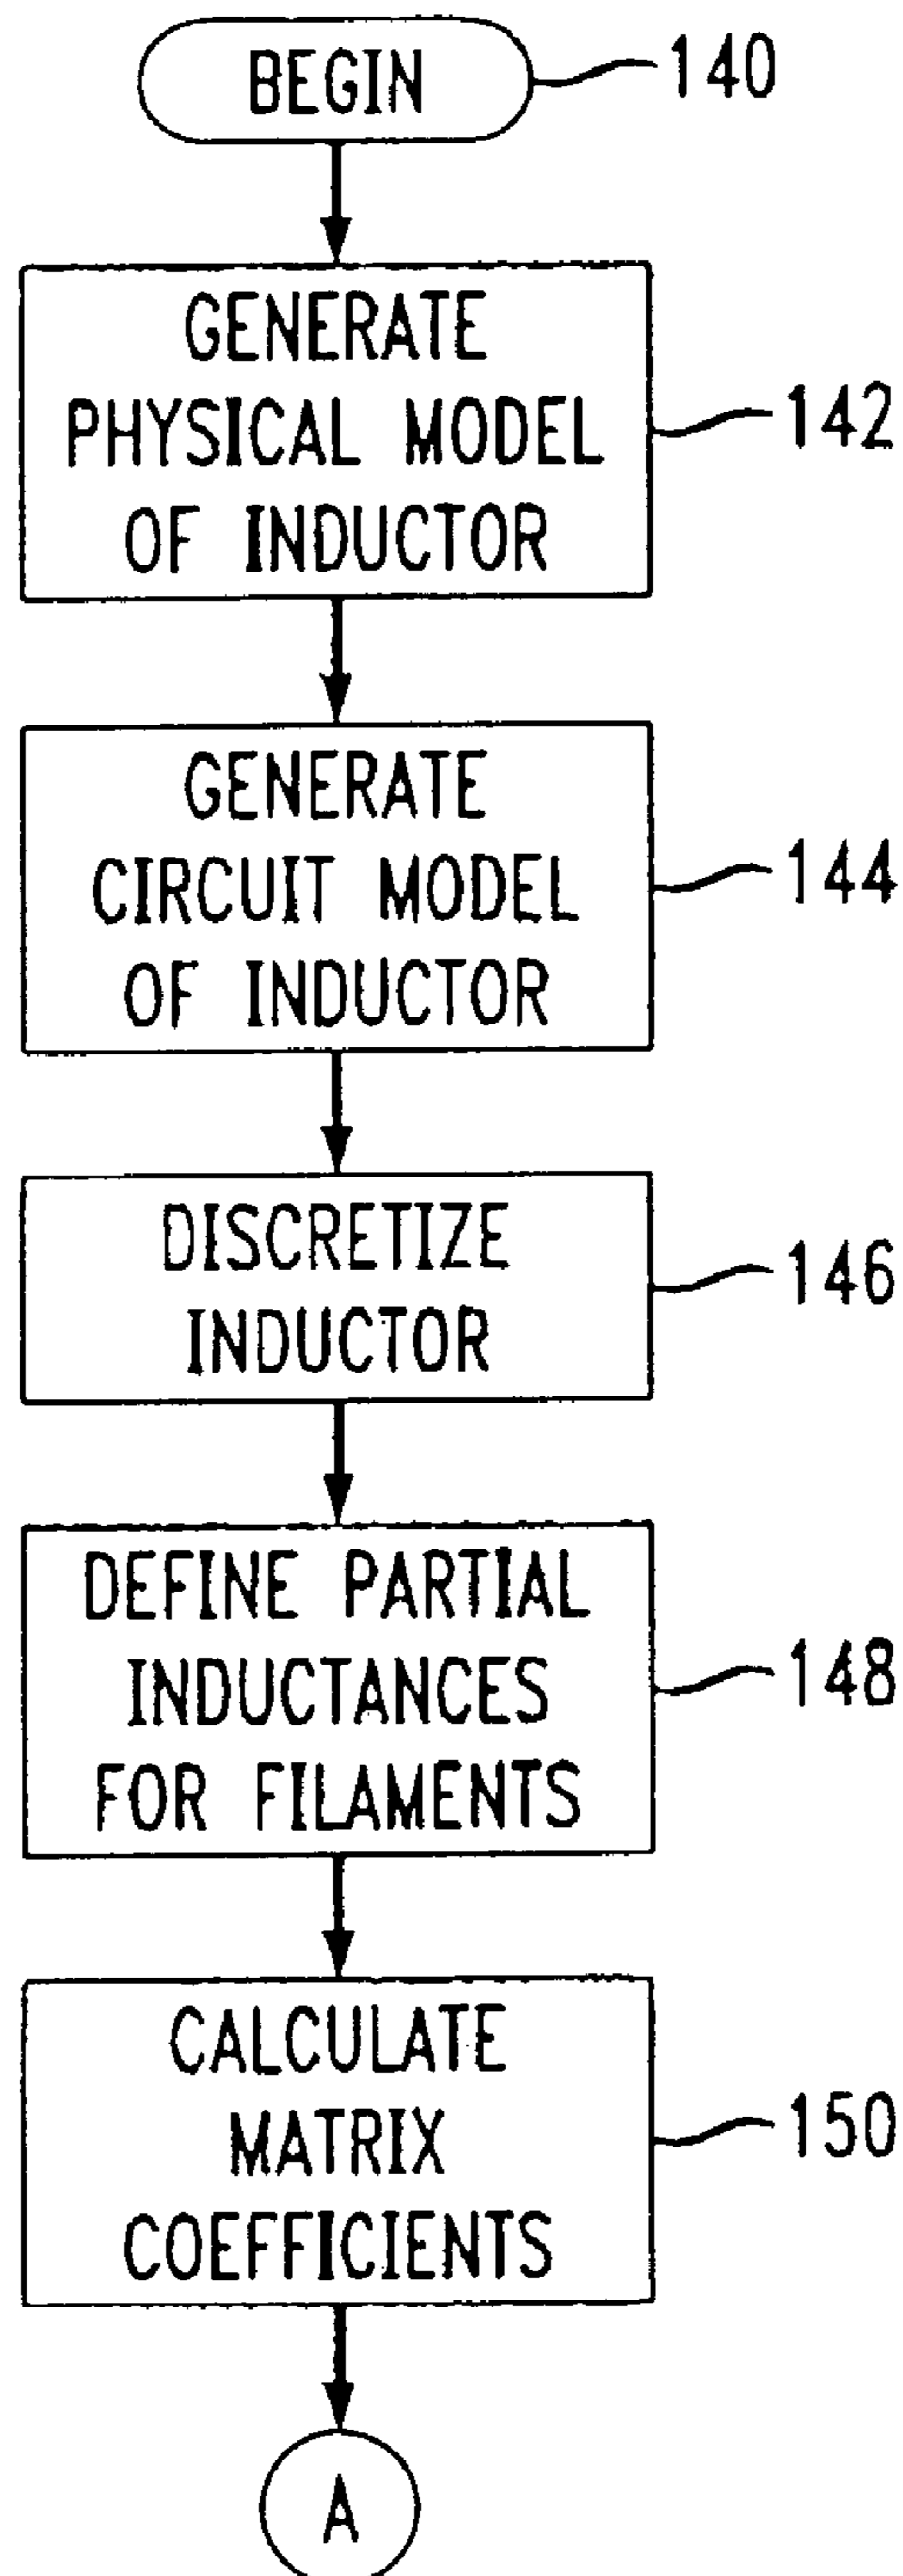 BEGIN
140
GENERATE
PHYSICAL MODEL
OF INDUCTOR
142
GENERATE
CIRCUIT MODEL
OF INDUCTOR
144
DISCRETIZE
INDUCTOR
146
DEFINE PARTIAL
INDUCTANCES
FOR FILAMENTS
148
CALCULATE
MATRIX
COEFFICIENTS
150
A